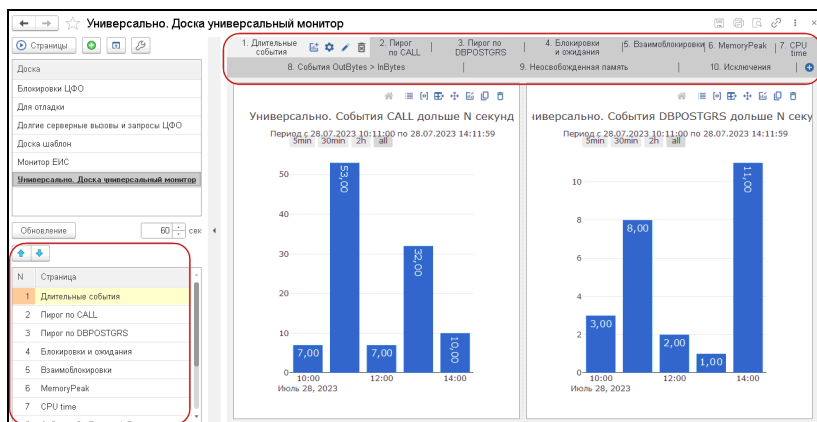 Универсально. Доска универсальный монитор
Страницы
1. Длительные события
2. Пирог по CALL
3. Пирог по DBPOSTGRS
4. Блокировки и ожидания
5. Взаимоблокировки
6. MemoryPeak
7. CPU time
8. События OutBytes > InBytes
9. Неосвобожденная память
10. Исключения
Доска
Блокировки ЦФО
Для отладки
Долгие серверные вызовы и запросы ЦФО
Доска шаблон
Монитор ЕИС
Универсально. Доска универсальный монитор
Обновление
60
сек
N Страница
1 Длительные события
2 Пирог по CALL
3 Пирог по DBPOSTGRS
4 Блокировки и ожидания
5 Взаимоблокировки
6 MemoryPeak
7 CPU time
Универсально. События CALL дольше N секунд
Период с 28.07.2023 10:11:00 по 28.07.2023 14:11:59
5min 30min 2h all
50
40
30
20
10
0
7,00
53,00
7,00
32,00
10,00
10:00 12:00 14:00
Июль 28, 2023
иверсально. События DBPOSTGRS дольше N секу
Период с 28.07.2023 10:11:00 по 28.07.2023 14:11:59
5min 30min 2h all
10
8
6
4
2
0
3,00
8,00
2,00
1,00
11,00
10:00 12:00 14:00
Июль 28, 2023